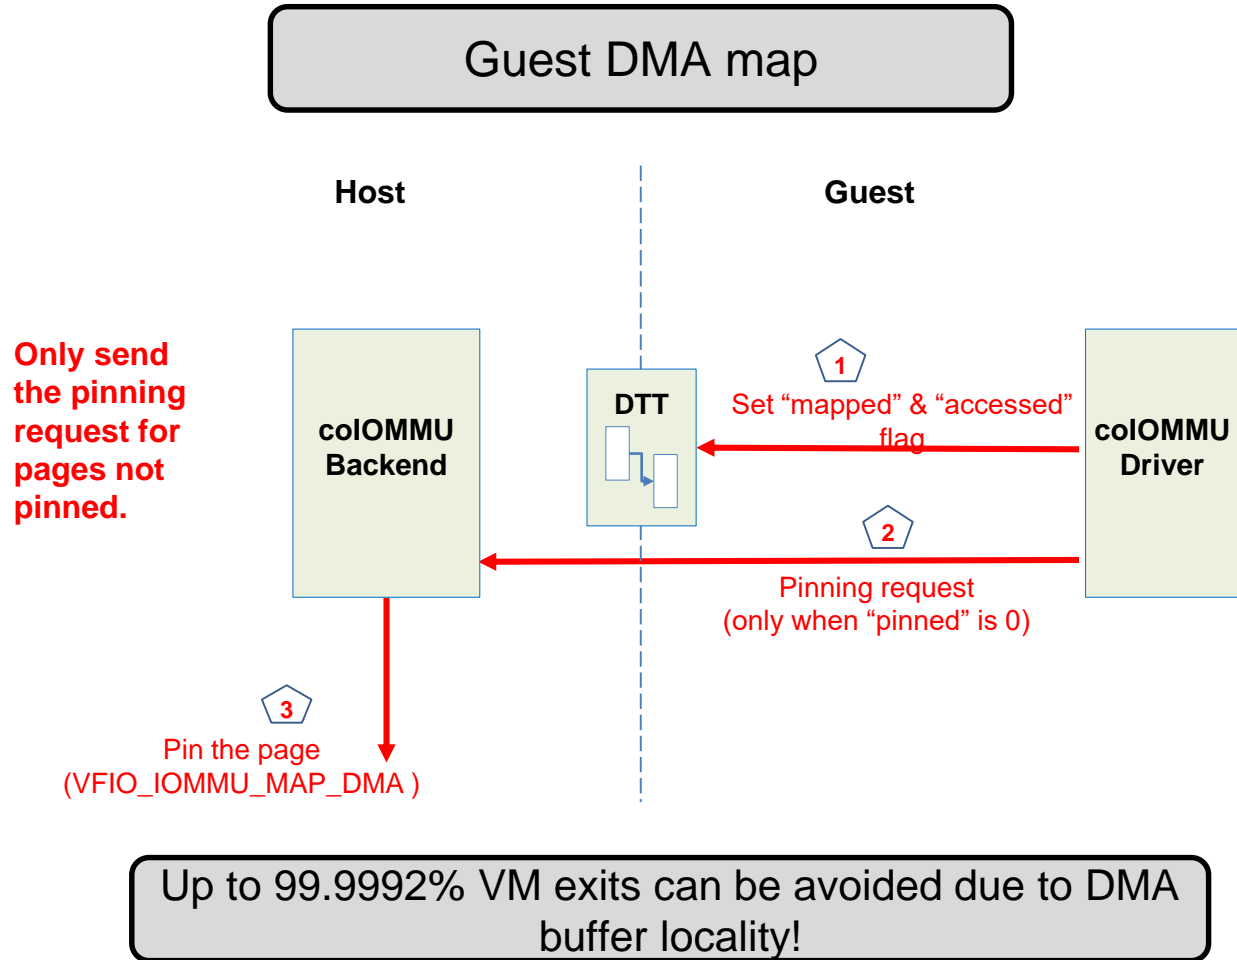 Guest DMA map
Host
Guest
Only send
the pinning
request for
pages not
pinned.
coIOMMU
Backend
DTT
1
Set “mapped” & “accessed”
flag
coIOMMU
Driver
2
Pinning request
(only when “pinned” is 0)
3
Pin the page
(VFIO_IOMMU_MAP_DMA )
Up to 99.9992% VM exits can be avoided due to DMA
buffer locality!